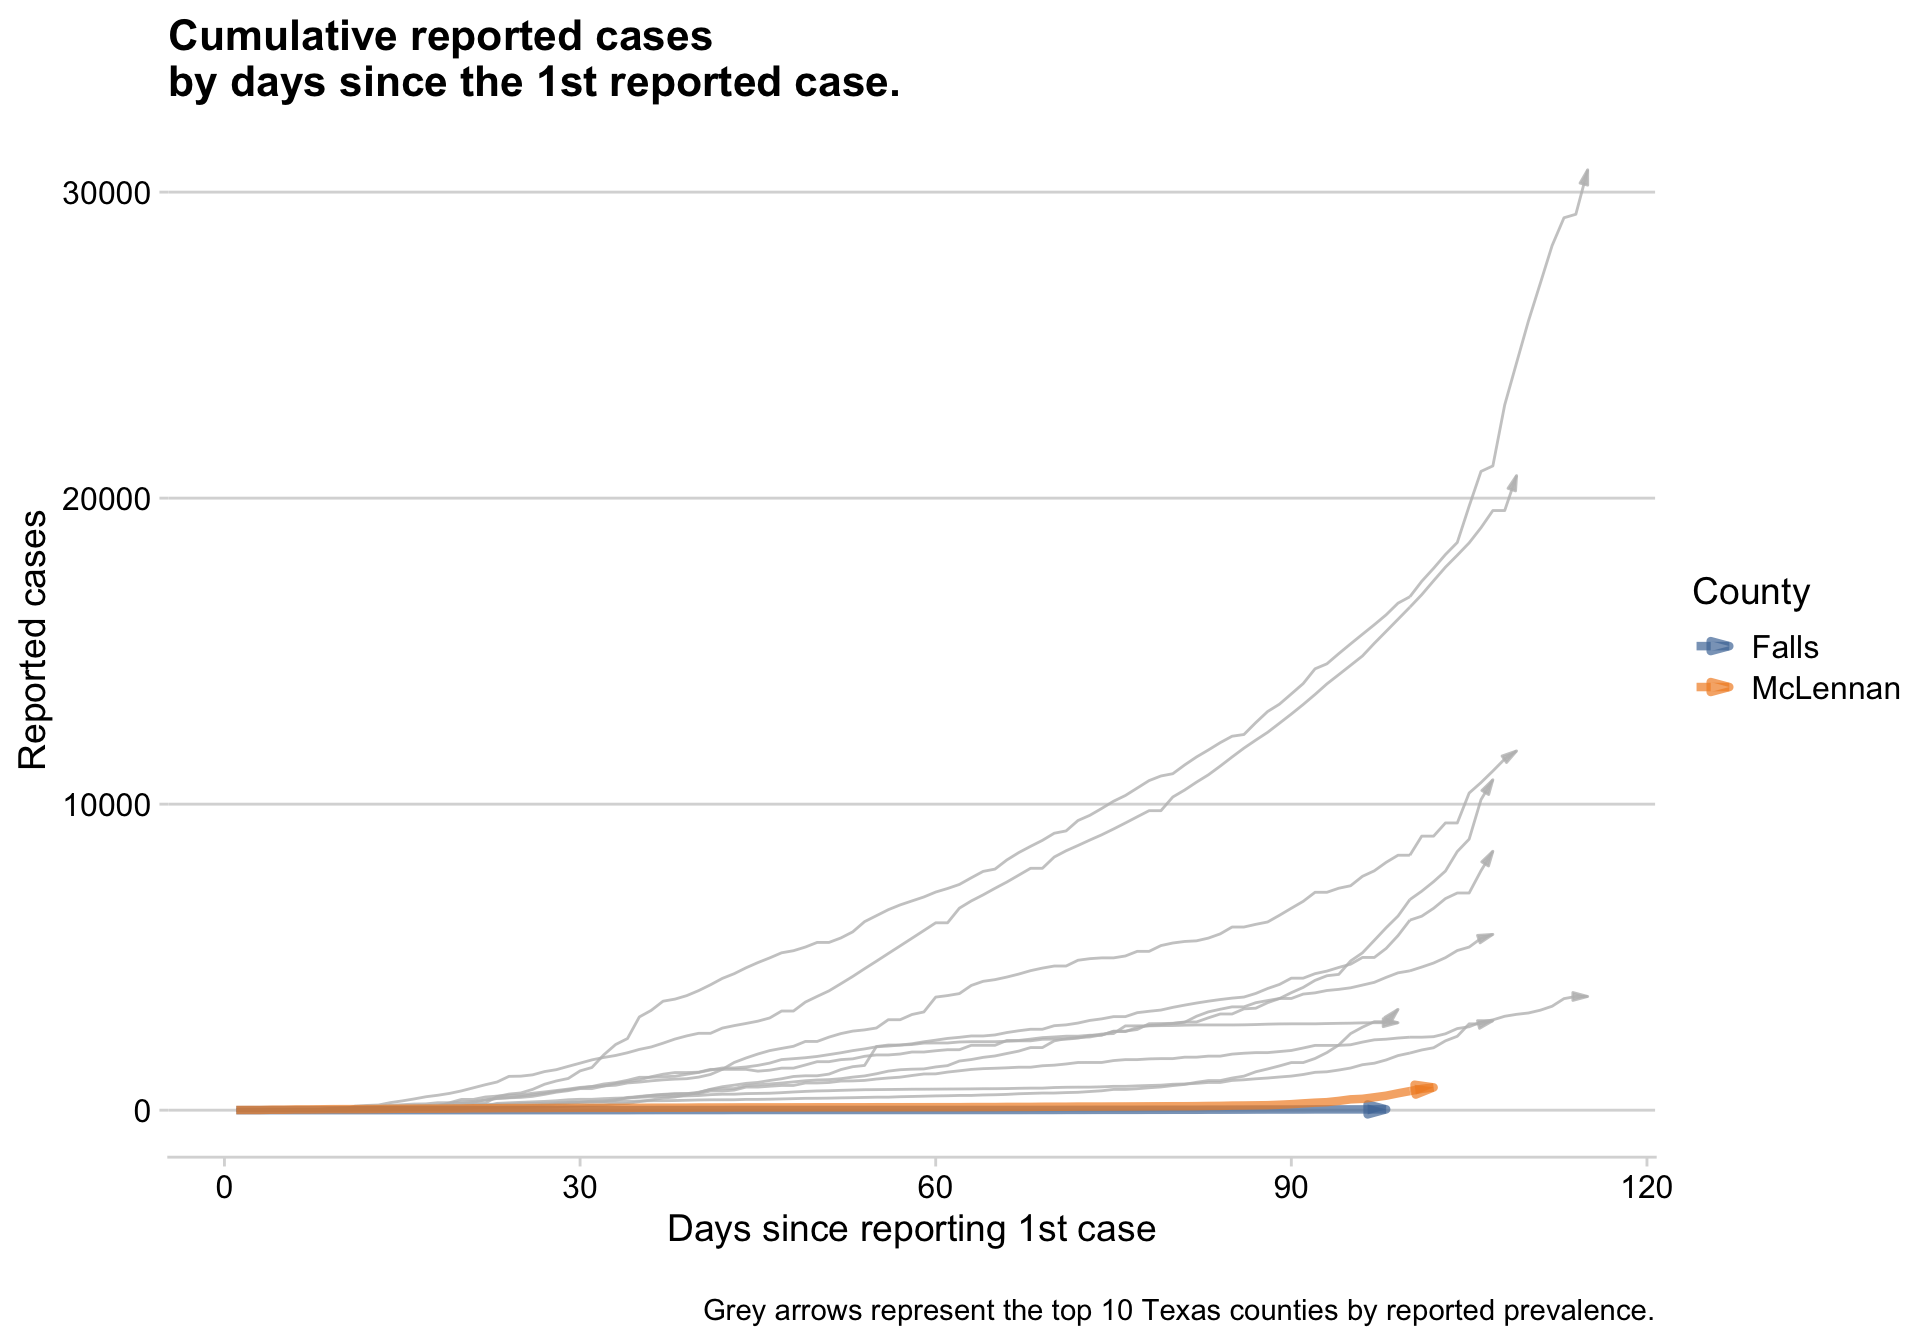 Cumulative reported cases
by days since the 1st reported case.
30000
20000
10000
0
Reported cases
0 30 60 90 120
Days since reporting 1st case
County
Falls
McLennan
Grey arrows represent the top 10 Texas counties by reported prevalence.